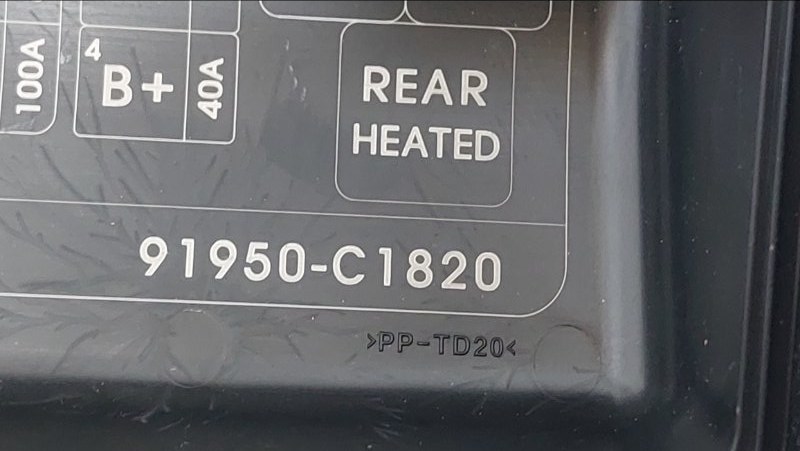 100A
4
B+
40A
REAR
HEATED
91950-C1820
>PP-TD20<